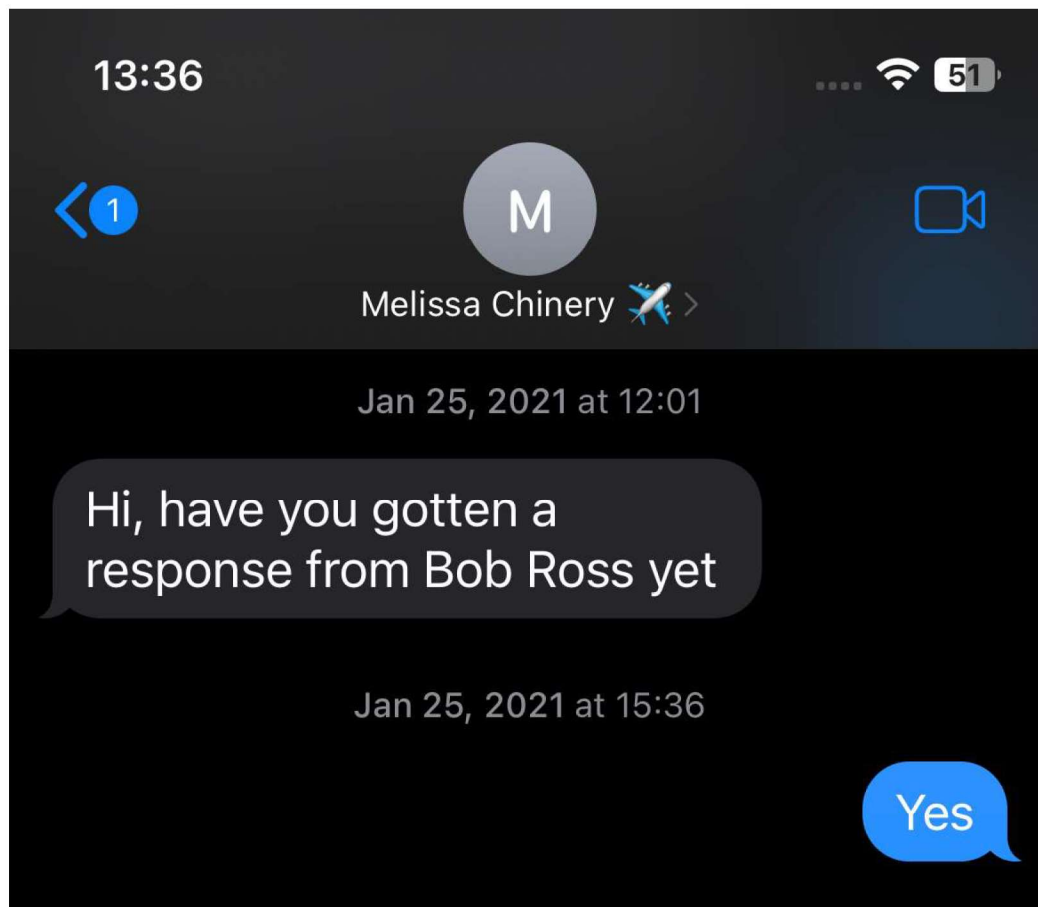 13:36
51
1
M
Melissa Chinery ✈️ >
Jan 25, 2021 at 12:01
Hi, have you gotten a
response from Bob Ross yet
Jan 25, 2021 at 15:36
Yes